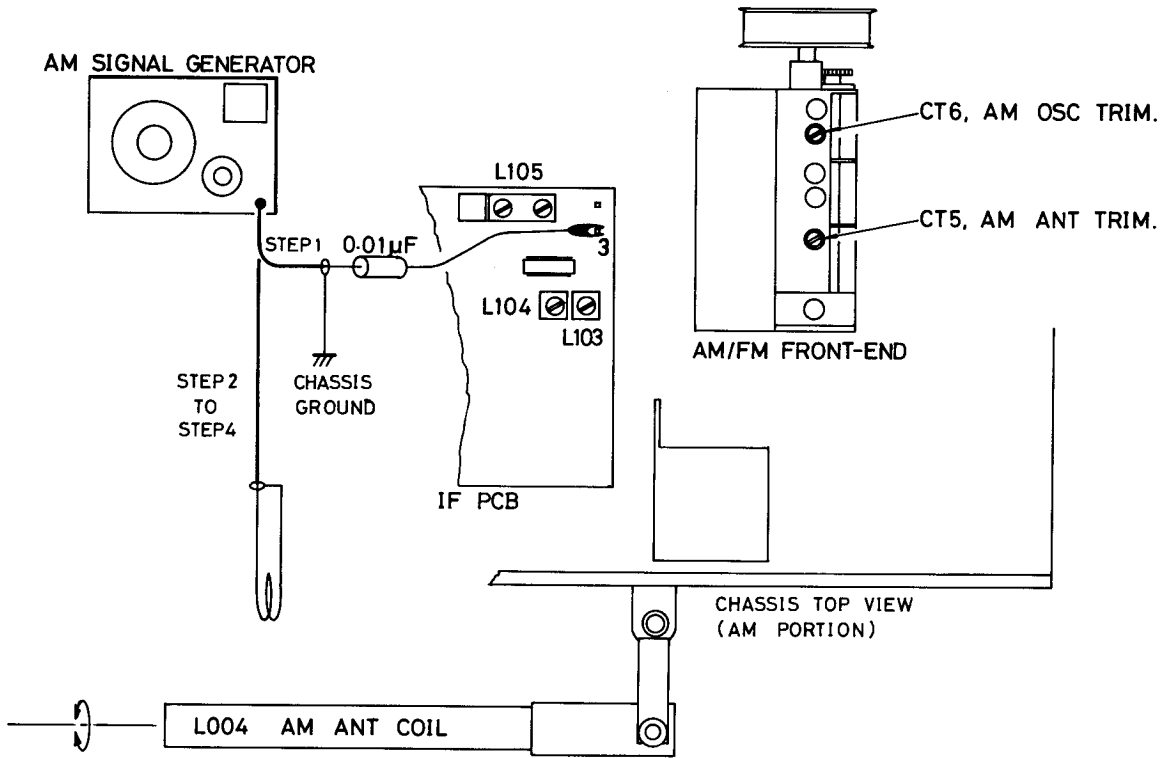 AM SIGNAL GENERATOR
CT6, AM OSC TRIM.
L105
CT5, AM ANT TRIM.
STEP 1
0.01µF
3
L104
L103
AM/FM FRONT-END
STEP 2
TO
STEP4
CHASSIS
GROUND
IF PCB
CHASSIS TOP VIEW
(AM PORTION)
L004 AM ANT COIL